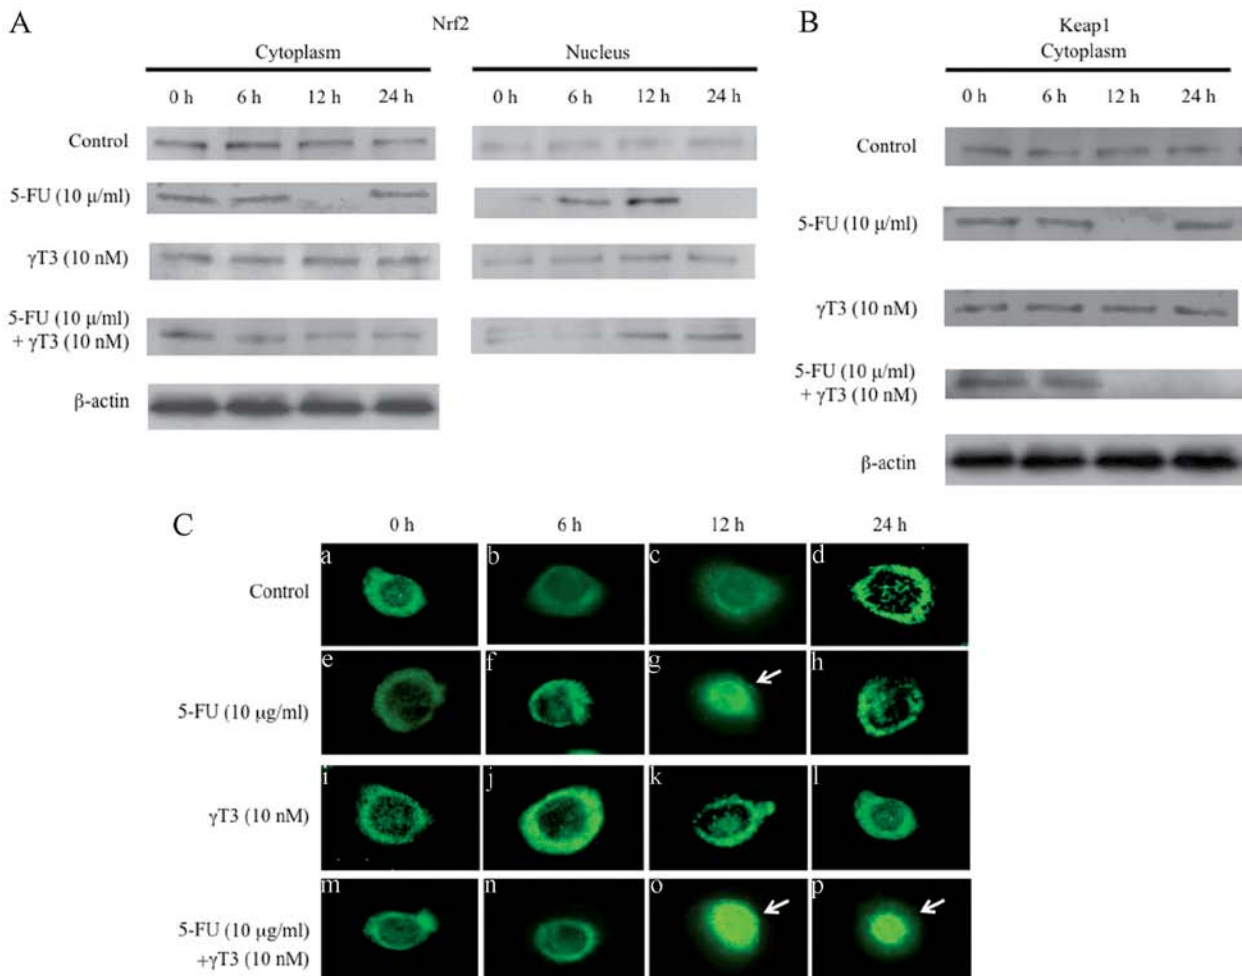 A
Nrf2
Cytoplasm
Nucleus
0 h 6 h 12 h 24 h
0 h 6 h 12 h 24 h
Control
5-FU (10 µ/ml)
γT3 (10 nM)
5-FU (10 µ/ml)
+ γT3 (10 nM)
β-actin
B
Keap1
Cytoplasm
0 h 6 h 12 h 24 h
Control
5-FU (10 µ/ml)
γT3 (10 nM)
5-FU (10 µ/ml)
+ γT3 (10 nM)
β-actin
C
0 h 6 h 12 h 24 h
Control
a b c d
5-FU (10 µg/ml)
e f g h
γT3 (10 nM)
i j k l
5-FU (10 µg/ml)
+γT3 (10 nM)
m n o p